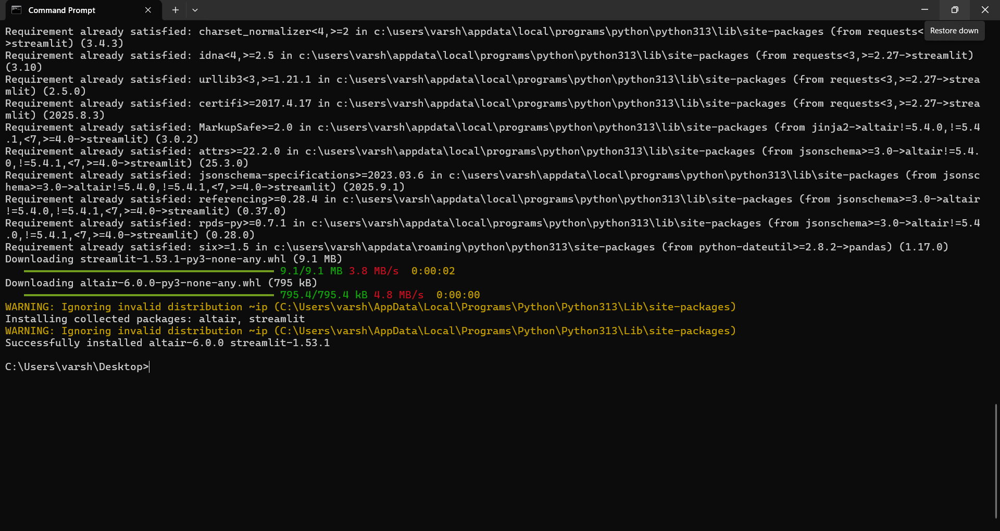 Command Prompt
Restore down
Requirement already satisfied: charset_normalizer<4,>=2 in c:\users\varsh\appdata\local\programs\python\python313\lib\site-packages (from requests<
>streamlit) (3.4.3)
Requirement already satisfied: idna<4,>=2.5 in c:\users\varsh\appdata\local\programs\python\python313\lib\site-packages (from requests<3,>=2.27->streamlit)
(3.10)
Requirement already satisfied: urllib3<3,>=1.21.1 in c:\users\varsh\appdata\local\programs\python\python313\lib\site-packages (from requests<3,>=2.27->strea
mlit) (2.5.0)
Requirement already satisfied: certifi>=2017.4.17 in c:\users\varsh\appdata\local\programs\python\python313\lib\site-packages (from requests<3,>=2.27->strea
mlit) (2025.8.3)
Requirement already satisfied: MarkupSafe>=2.0 in c:\users\varsh\appdata\local\programs\python\python313\lib\site-packages (from jinja2->altair!=5.4.0,!=5.4
.1,<7,>=4.0->streamlit) (3.0.2)
Requirement already satisfied: attrs>=22.2.0 in c:\users\varsh\appdata\local\programs\python\python313\lib\site-packages (from jsonschema>=3.0->altair!=5.4.
0,!=5.4.1,<7,>=4.0->streamlit) (25.3.0)
Requirement already satisfied: jsonschema-specifications>=2023.03.6 in c:\users\varsh\appdata\local\programs\python\python313\lib\site-packages (from jsonsc
hema>=3.0->altair!=5.4.0,!=5.4.1,<7,>=4.0->streamlit) (2025.9.1)
Requirement already satisfied: referencing>=0.28.4 in c:\users\varsh\appdata\local\programs\python\python313\lib\site-packages (from jsonschema>=3.0->altair
!=5.4.0,!=5.4.1,<7,>=4.0->streamlit) (0.37.0)
Requirement already satisfied: rpds-py>=0.7.1 in c:\users\varsh\appdata\local\programs\python\python313\lib\site-packages (from jsonschema>=3.0->altair!=5.4
.0,!=5.4.1,<7,>=4.0->streamlit) (0.28.0)
Requirement already satisfied: six>=1.5 in c:\users\varsh\appdata\roaming\python\python313\site-packages (from python-dateutil>=2.8.2->pandas) (1.17.0)
Downloading streamlit-1.53.1-py3-none-any.whl (9.1 MB)
9.1/9.1 MB 3.8 MB/s 0:00:02
Downloading altair-6.0.0-py3-none-any.whl (795 kB)
795.4/795.4 kB 4.8 MB/s 0:00:00
WARNING: Ignoring invalid distribution ~ip (C:\Users\varsh\AppData\Local\Programs\Python\Python313\Lib\site-packages)
Installing collected packages: altair, streamlit
WARNING: Ignoring invalid distribution ~ip (C:\Users\varsh\AppData\Local\Programs\Python\Python313\Lib\site-packages)
Successfully installed altair-6.0.0 streamlit-1.53.1
C:\Users\varsh\Desktop>